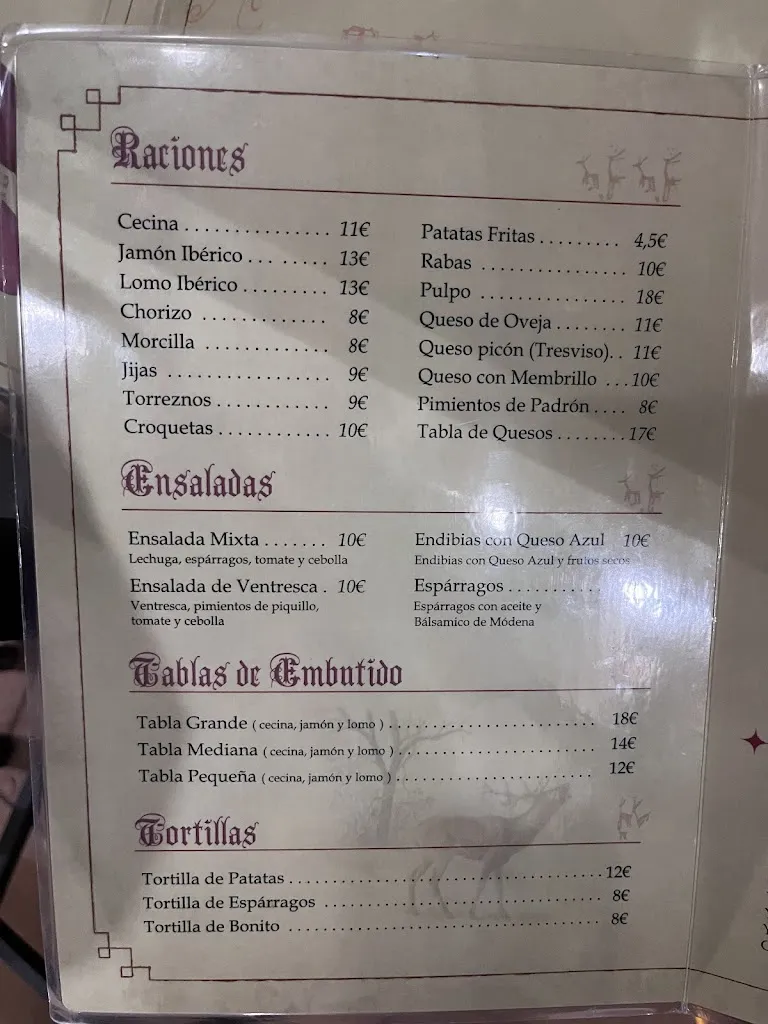 Raciones
Cecina . . . . . . . . . . . . . . . 11€
Jamón Ibérico . . . . . . . . 13€
Lomo Ibérico . . . . . . . . . 13€
Chorizo . . . . . . . . . . . . . 8€
Morcilla . . . . . . . . . . . . . 8€
Jijas . . . . . . . . . . . . . . . . . 9€
Torreznos . . . . . . . . . . . . 9€
Croquetas . . . . . . . . . . . . 10€
Patatas Fritas . . . . . . . . . 4,5€
Rabas . . . . . . . . . . . . . . . 10€
Pulpo . . . . . . . . . . . . . . . 18€
Queso de Oveja . . . . . . . 11€
Queso picón (Tresviso). . 11€
Queso con Membrillo . . . 10€
Pimientos de Padrón . . . . 8€
Tabla de Quesos . . . . . . . . 17€
Ensaladas
Ensalada Mixta . . . . . . . 10€
Lechuga, espárragos, tomate y cebolla
Ensalada de Ventresca . 10€
Ventresca, pimientos de piquillo,
tomate y cebolla
Endibias con Queso Azul 10€
Endibias con Queso Azul y frutos secos
Espárragos . . . . . . . . . .
Espárragos con aceite y
Bálsamico de Módena
Tablas de Embutido
Tabla Grande ( cecina, jamón y lomo ) . . . . . . . . . . . . . . . . . . . . . . . 18€
Tabla Mediana ( cecina, jamón y lomo ) . . . . . . . . . . . . . . . . . . . . . . 14€
Tabla Pequeña ( cecina, jamón y lomo ) . . . . . . . . . . . . . . . . . . . . . . 12€
Tortillas
Tortilla de Patatas . . . . . . . . . . . . . . . . . . . . . . . . . . . . . . . . . . . 12€
Tortilla de Espárragos . . . . . . . . . . . . . . . . . . . . . . . . . . . . . . . 8€
Tortilla de Bonito . . . . . . . . . . . . . . . . . . . . . . . . . . . . . . . . . . . 8€